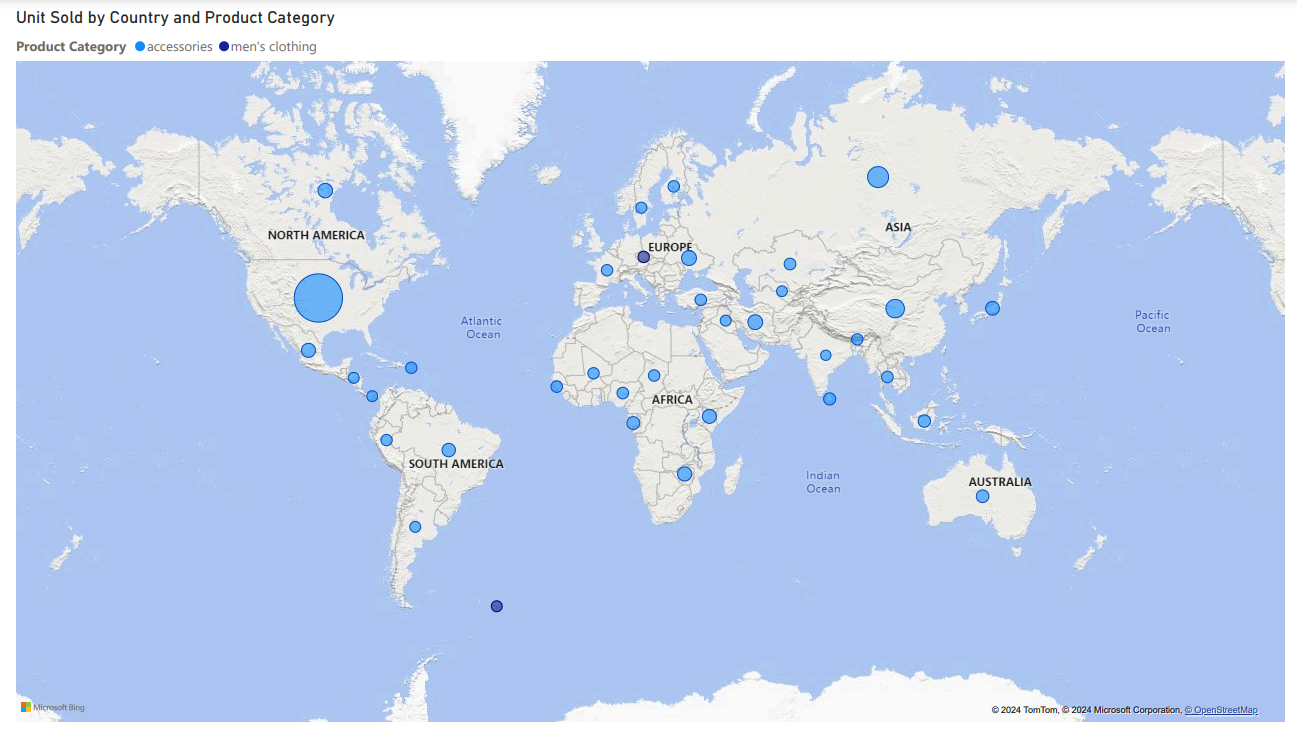 Unit Sold by Country and Product Category
Product Category accessories men's clothing
NORTH AMERICA
EUROPE
ASIA
Atlantic
Ocean
Pacific
Ocean
AFRICA
SOUTH AMERICA
Indian
Ocean
AUSTRALIA
Microsoft Bing
© 2024 TomTom, © 2024 Microsoft Corporation, © OpenStreetMap